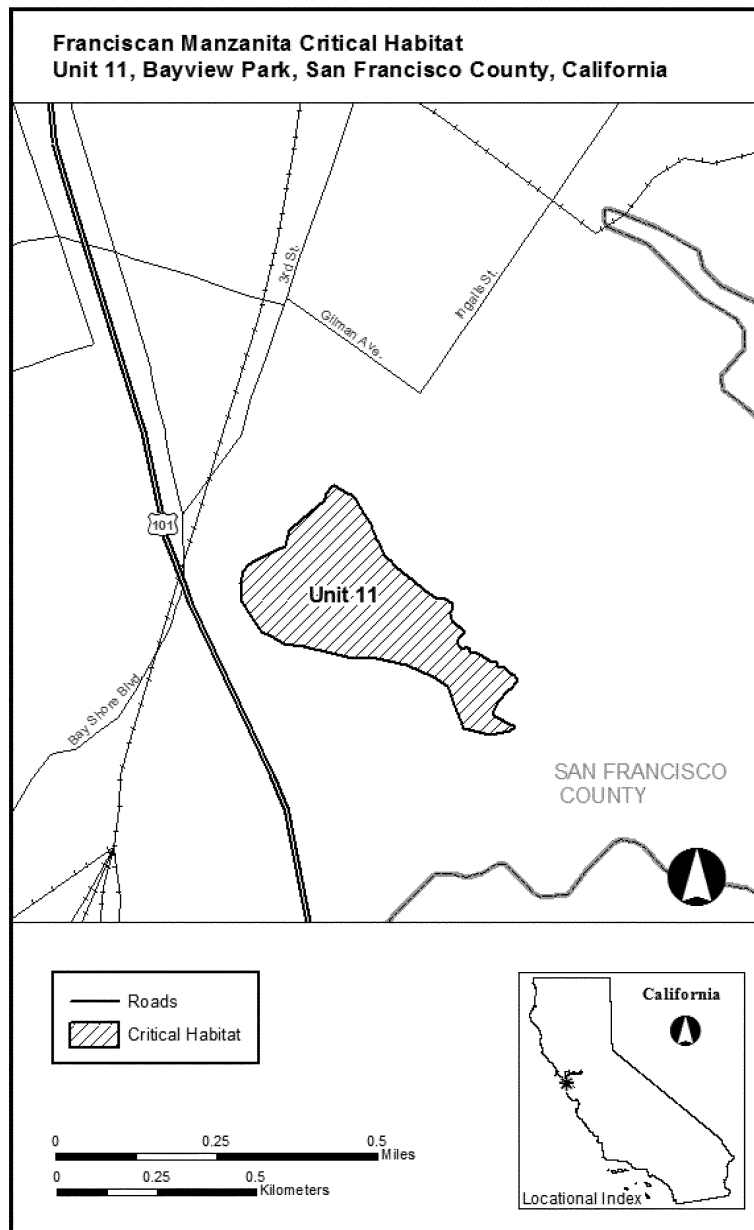 Franciscan Manzanita Critical Habitat
Unit 11, Bayview Park, San Francisco County, California
3rd St.
Ingalls St.
Gilman Ave.
101
Unit 11
Bay Shore Blvd.
SAN FRANCISCO
COUNTY
Roads
Critical Habitat
California
0 0.25 0.5
Miles
0 0.25 0.5
Kilometers
Locational Index